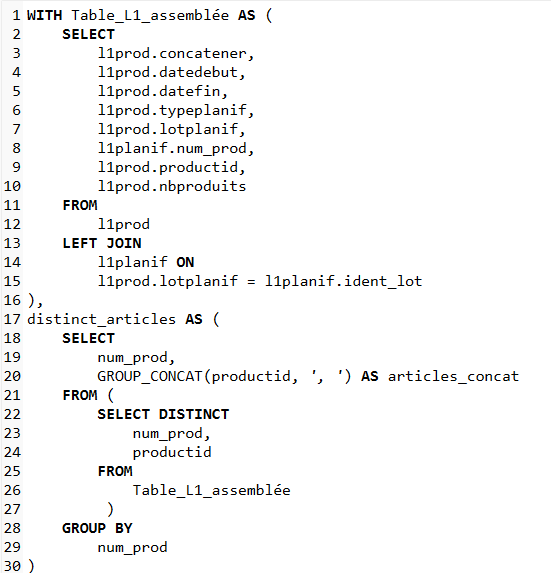 1 WITH Table_L1_assemblée AS (
2 SELECT
3 l1prod.concatener,
4 l1prod.datedebut,
5 l1prod.datefin,
6 l1prod.typeplanif,
7 l1prod.lotplanif,
8 l1planif.num_prod,
9 l1prod.productid,
10 l1prod.nbproduits
11 FROM
12 l1prod
13 LEFT JOIN
14 l1planif ON
15 l1prod.lotplanif = l1planif.ident_lot
16 ),
17 distinct_articles AS (
18 SELECT
19 num_prod,
20 GROUP_CONCAT(productid, ', ') AS articles_concat
21 FROM (
22 SELECT DISTINCT
23 num_prod,
24 productid
25 FROM
26 Table_L1_assemblée
27 )
28 GROUP BY
29 num_prod
30 )